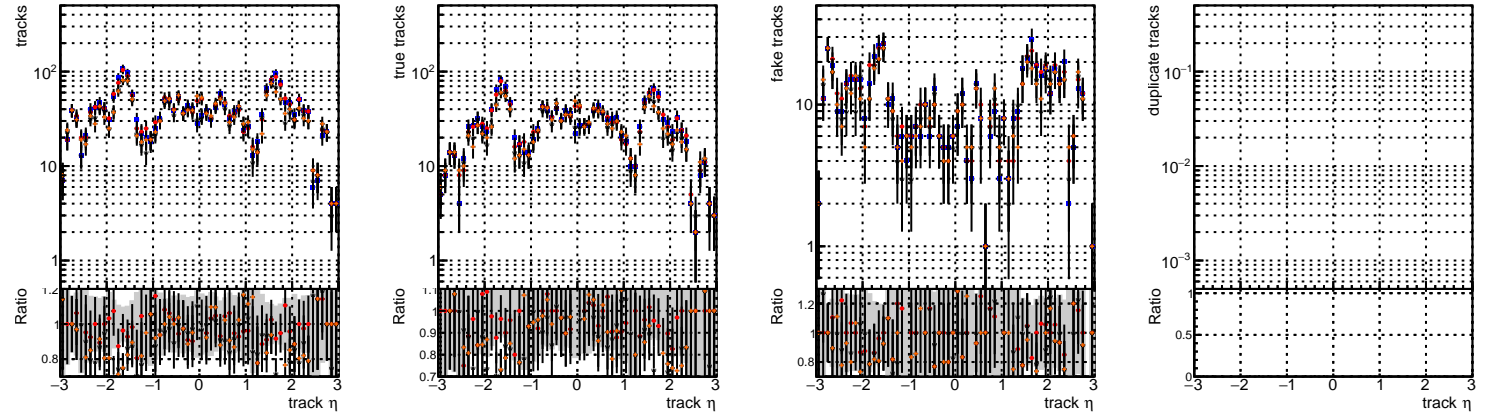 tracks
10²
10
1
Ratio
1.2
1
0.8
−3 −2 −1 0 1 2 3
track η
true tracks
10²
10
1
Ratio
1.1
1
0.9
0.8
0.7
−3 −2 −1 0 1 2 3
track η
fake tracks
10
1
Ratio
1.2
1
0.8
−3 −2 −1 0 1 2 3
track η
duplicate tracks
10⁻¹
10⁻²
10⁻³
Ratio
1
0.5
0
−3 −2 −1 0 1 2 3
track η